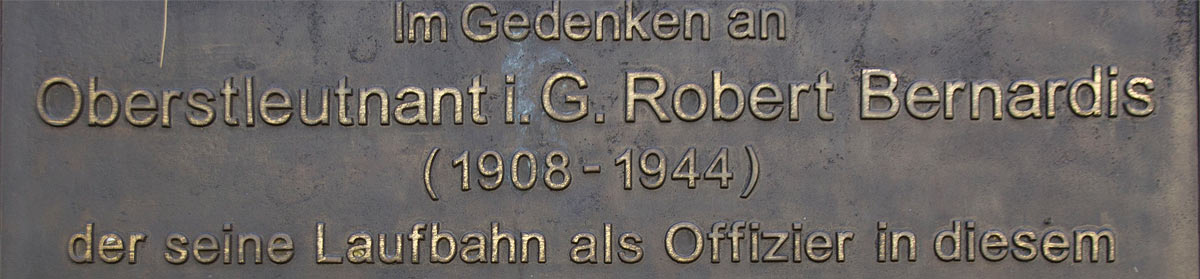 Im Gedenken an
Oberstleutnant i. G. Robert Bernardis
(1908 - 1944)
der seine Laufbahn als Offizier in diesem